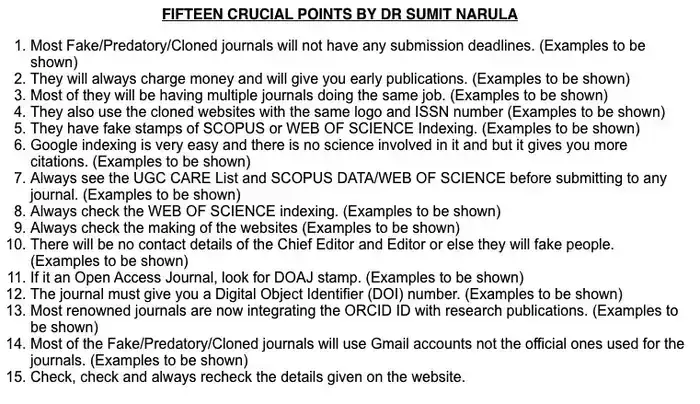 FIFTEEN CRUCIAL POINTS BY DR SUMIT NARULA
1. Most Fake/Predatory/Cloned journals will not have any submission deadlines. (Examples to be
shown)
2. They will always charge money and will give you early publications. (Examples to be shown)
3. Most of they will be having multiple journals doing the same job. (Examples to be shown)
4. They also use the cloned websites with the same logo and ISSN number (Examples to be shown)
5. They have fake stamps of SCOPUS or WEB OF SCIENCE Indexing. (Examples to be shown)
6. Google indexing is very easy and there is no science involved in it and but it gives you more
citations. (Examples to be shown)
7. Always see the UGC CARE List and SCOPUS DATA/WEB OF SCIENCE before submitting to any
journal. (Examples to be shown)
8. Always check the WEB OF SCIENCE indexing. (Examples to be shown)
9. Always check the making of the websites (Examples to be shown)
10. There will be no contact details of the Chief Editor and Editor or else they will fake people.
(Examples to be shown)
11. If it an Open Access Journal, look for DOAJ stamp. (Examples to be shown)
12. The journal must give you a Digital Object Identifier (DOI) number. (Examples to be shown)
13. Most renowned journals are now integrating the ORCID ID with research publications. (Examples to
be shown)
14. Most of the Fake/Predatory/Cloned journals will use Gmail accounts not the official ones used for the
journals. (Examples to be shown)
15. Check, check and always recheck the details given on the website.